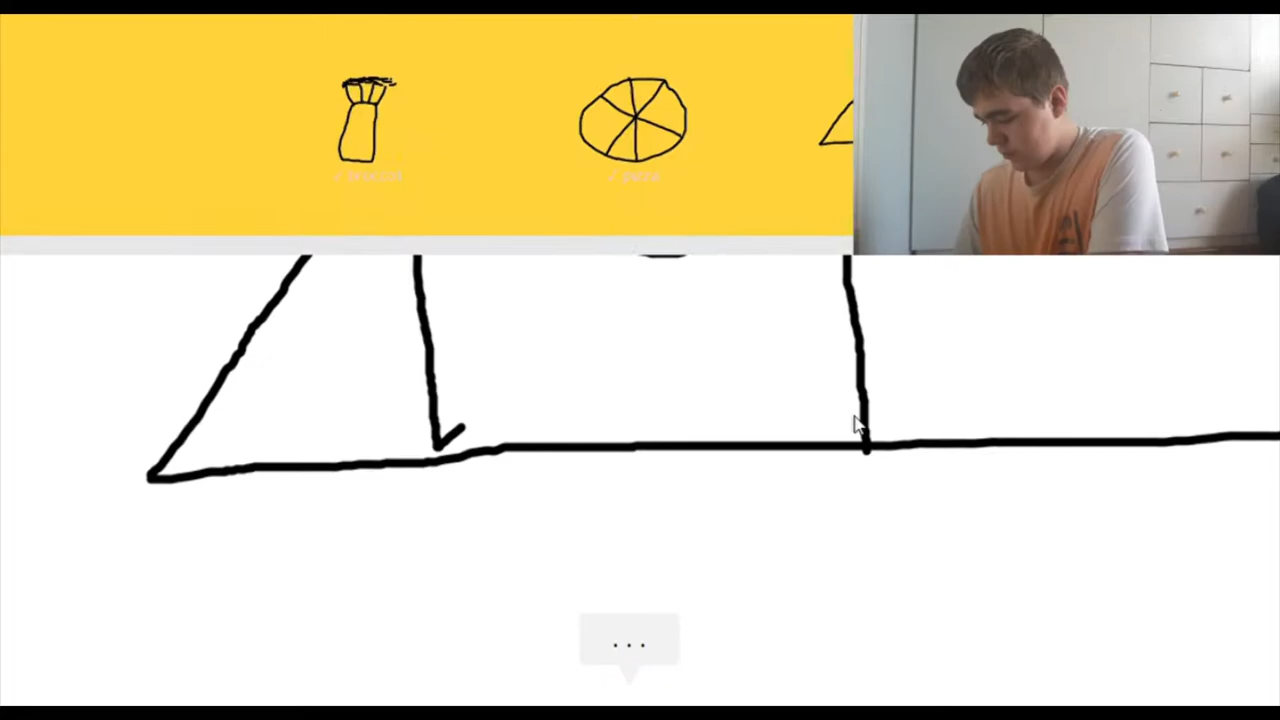 ✓ broccoli
✓ pizza
...